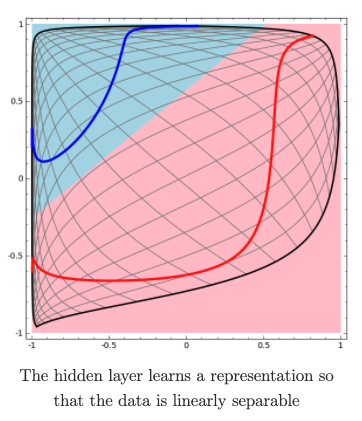 1
0.5
0
-0.5
-1
-1 -0.5 0 0.5 1
The hidden layer learns a representation so
that the data is linearly separable